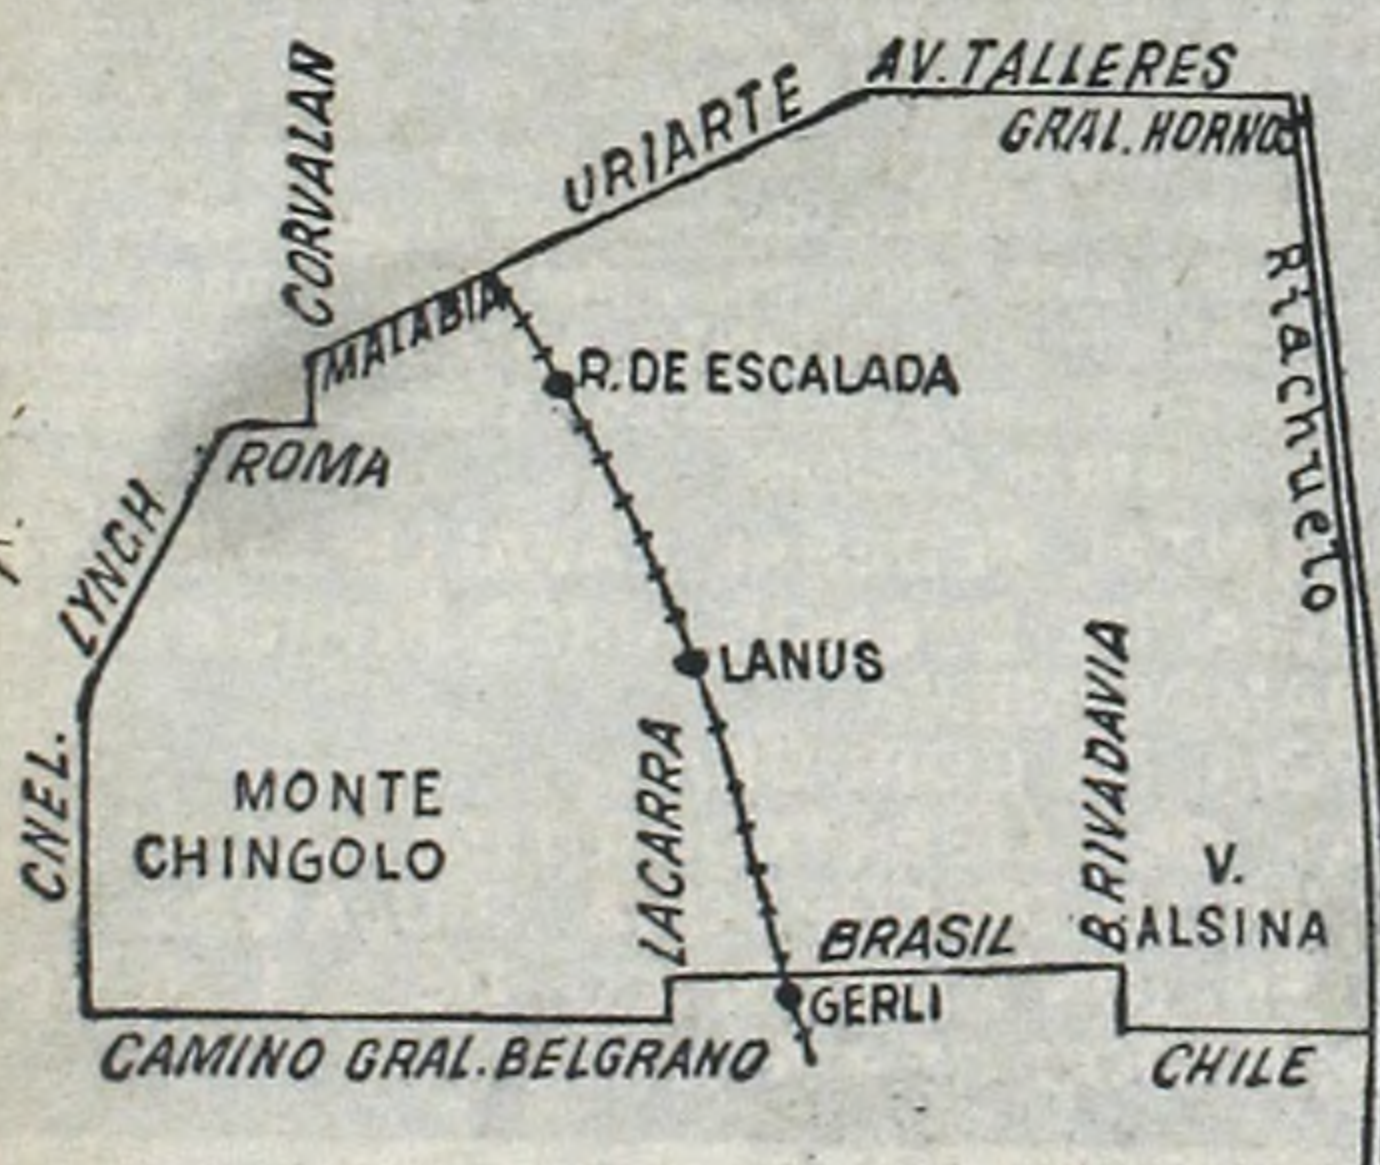 AV. TALLERES
GRAL. HORNOS
URIARTE
CORVALAN
MALABIA
R. DE ESCALADA
Riachuelo
ROMA
LYNCH
CNEL.
LANUS
LACARRA
B. RIVADAVIA
MONTE
CHINGOLO
V.
ALSINA
BRASIL
GERLI
CAMINO GRAL. BELGRANO
CHILE